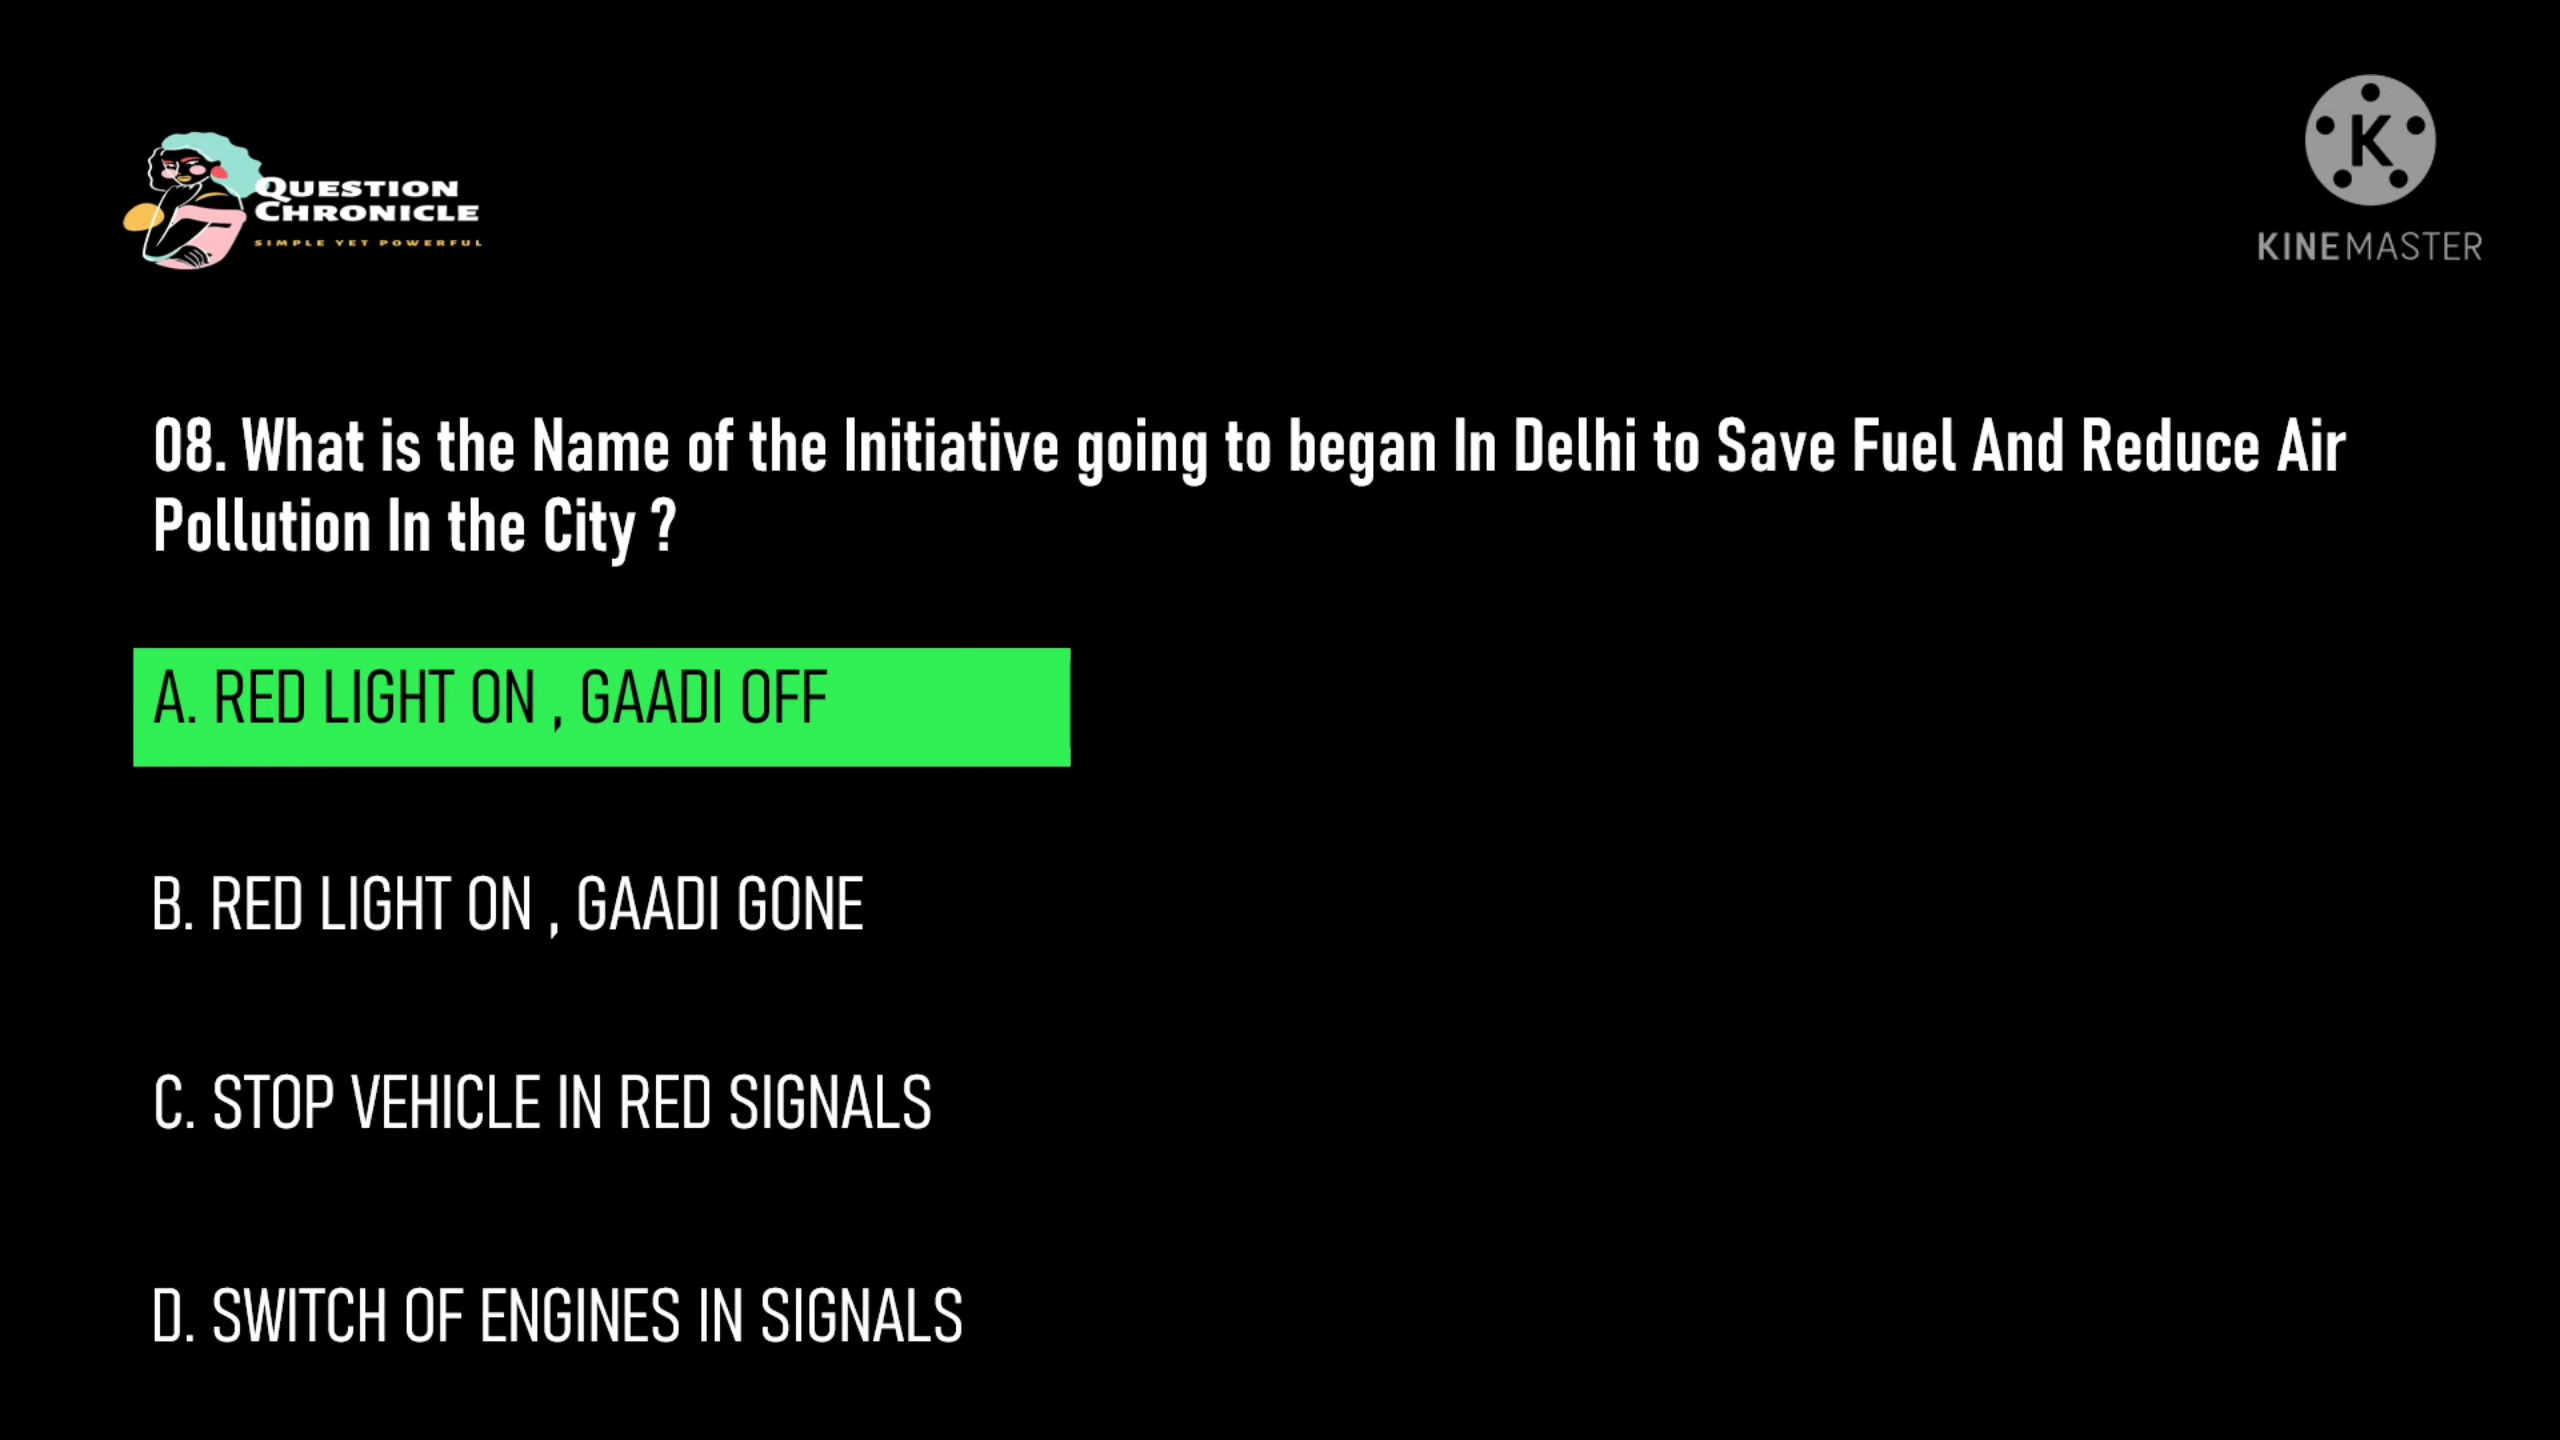 QUESTION
CHRONICLE
SIMPLE YET POWERFUL
K
KINEMASTER
08. What is the Name of the Initiative going to began In Delhi to Save Fuel And Reduce Air
Pollution In the City ?
A. RED LIGHT ON , GAADI OFF
B. RED LIGHT ON , GAADI GONE
C. STOP VEHICLE IN RED SIGNALS
D. SWITCH OF ENGINES IN SIGNALS